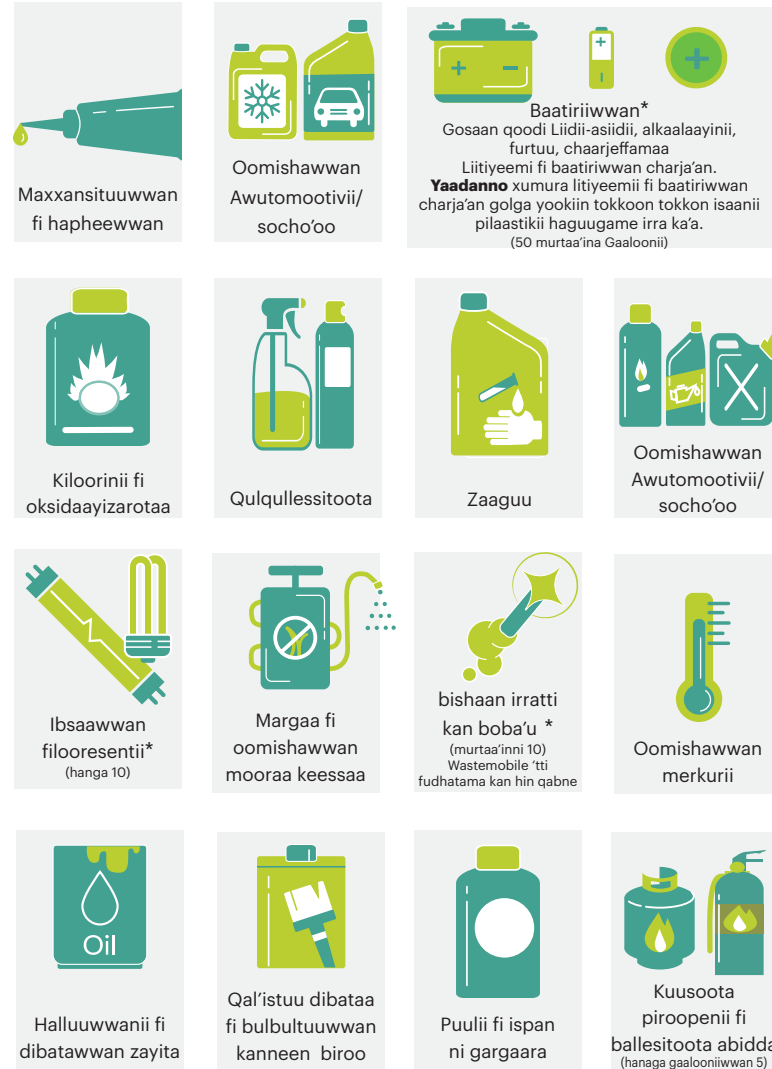 Maxxansituuwwan
fi hapheewwan
Oomishawwan
Awutomootivii/
socho’oo
Baatiriiwwan*
Gosaan qoodi Liidii-asiidii, alkaalaayinii,
furtuu, chaarjeffamaa
Liitiyeemi fi baatiriwwan charja’an.
Yaadanno xumura litiyeemii fi baatiriwwan
charja’an golga yookiin tokkoon tokkon isaanii
pilaastikii haguugame irra ka’a.
(50 murtaa’ina Gaaloonii)
Kiloorinii fi
oksidaayizarotaa
Qulqullessitoota
Zaaguu
Oomishawwan
Awutomootivii/
socho’oo
Ibsaawwan
filooresentii*
(hanga 10)
Margaa fi
oomishawwan
mooraa keessaa
bishaan irratti
kan boba’u *
(murtaa’inni 10)
Wastemobile ‘tti
fudhatama kan hin qabne
Oomishawwan
merkurii
Oil
Halluuwwanii fi
dibatawwan zayita
Qal’istuu dibataa
fi bulbultuuwwan
kanneen biroo
Puulii fi ispan
ni gargaara
Kuusoota
piroopenii fi
ballesitoota abidda
(hanaga gaalooniiwwan 5)